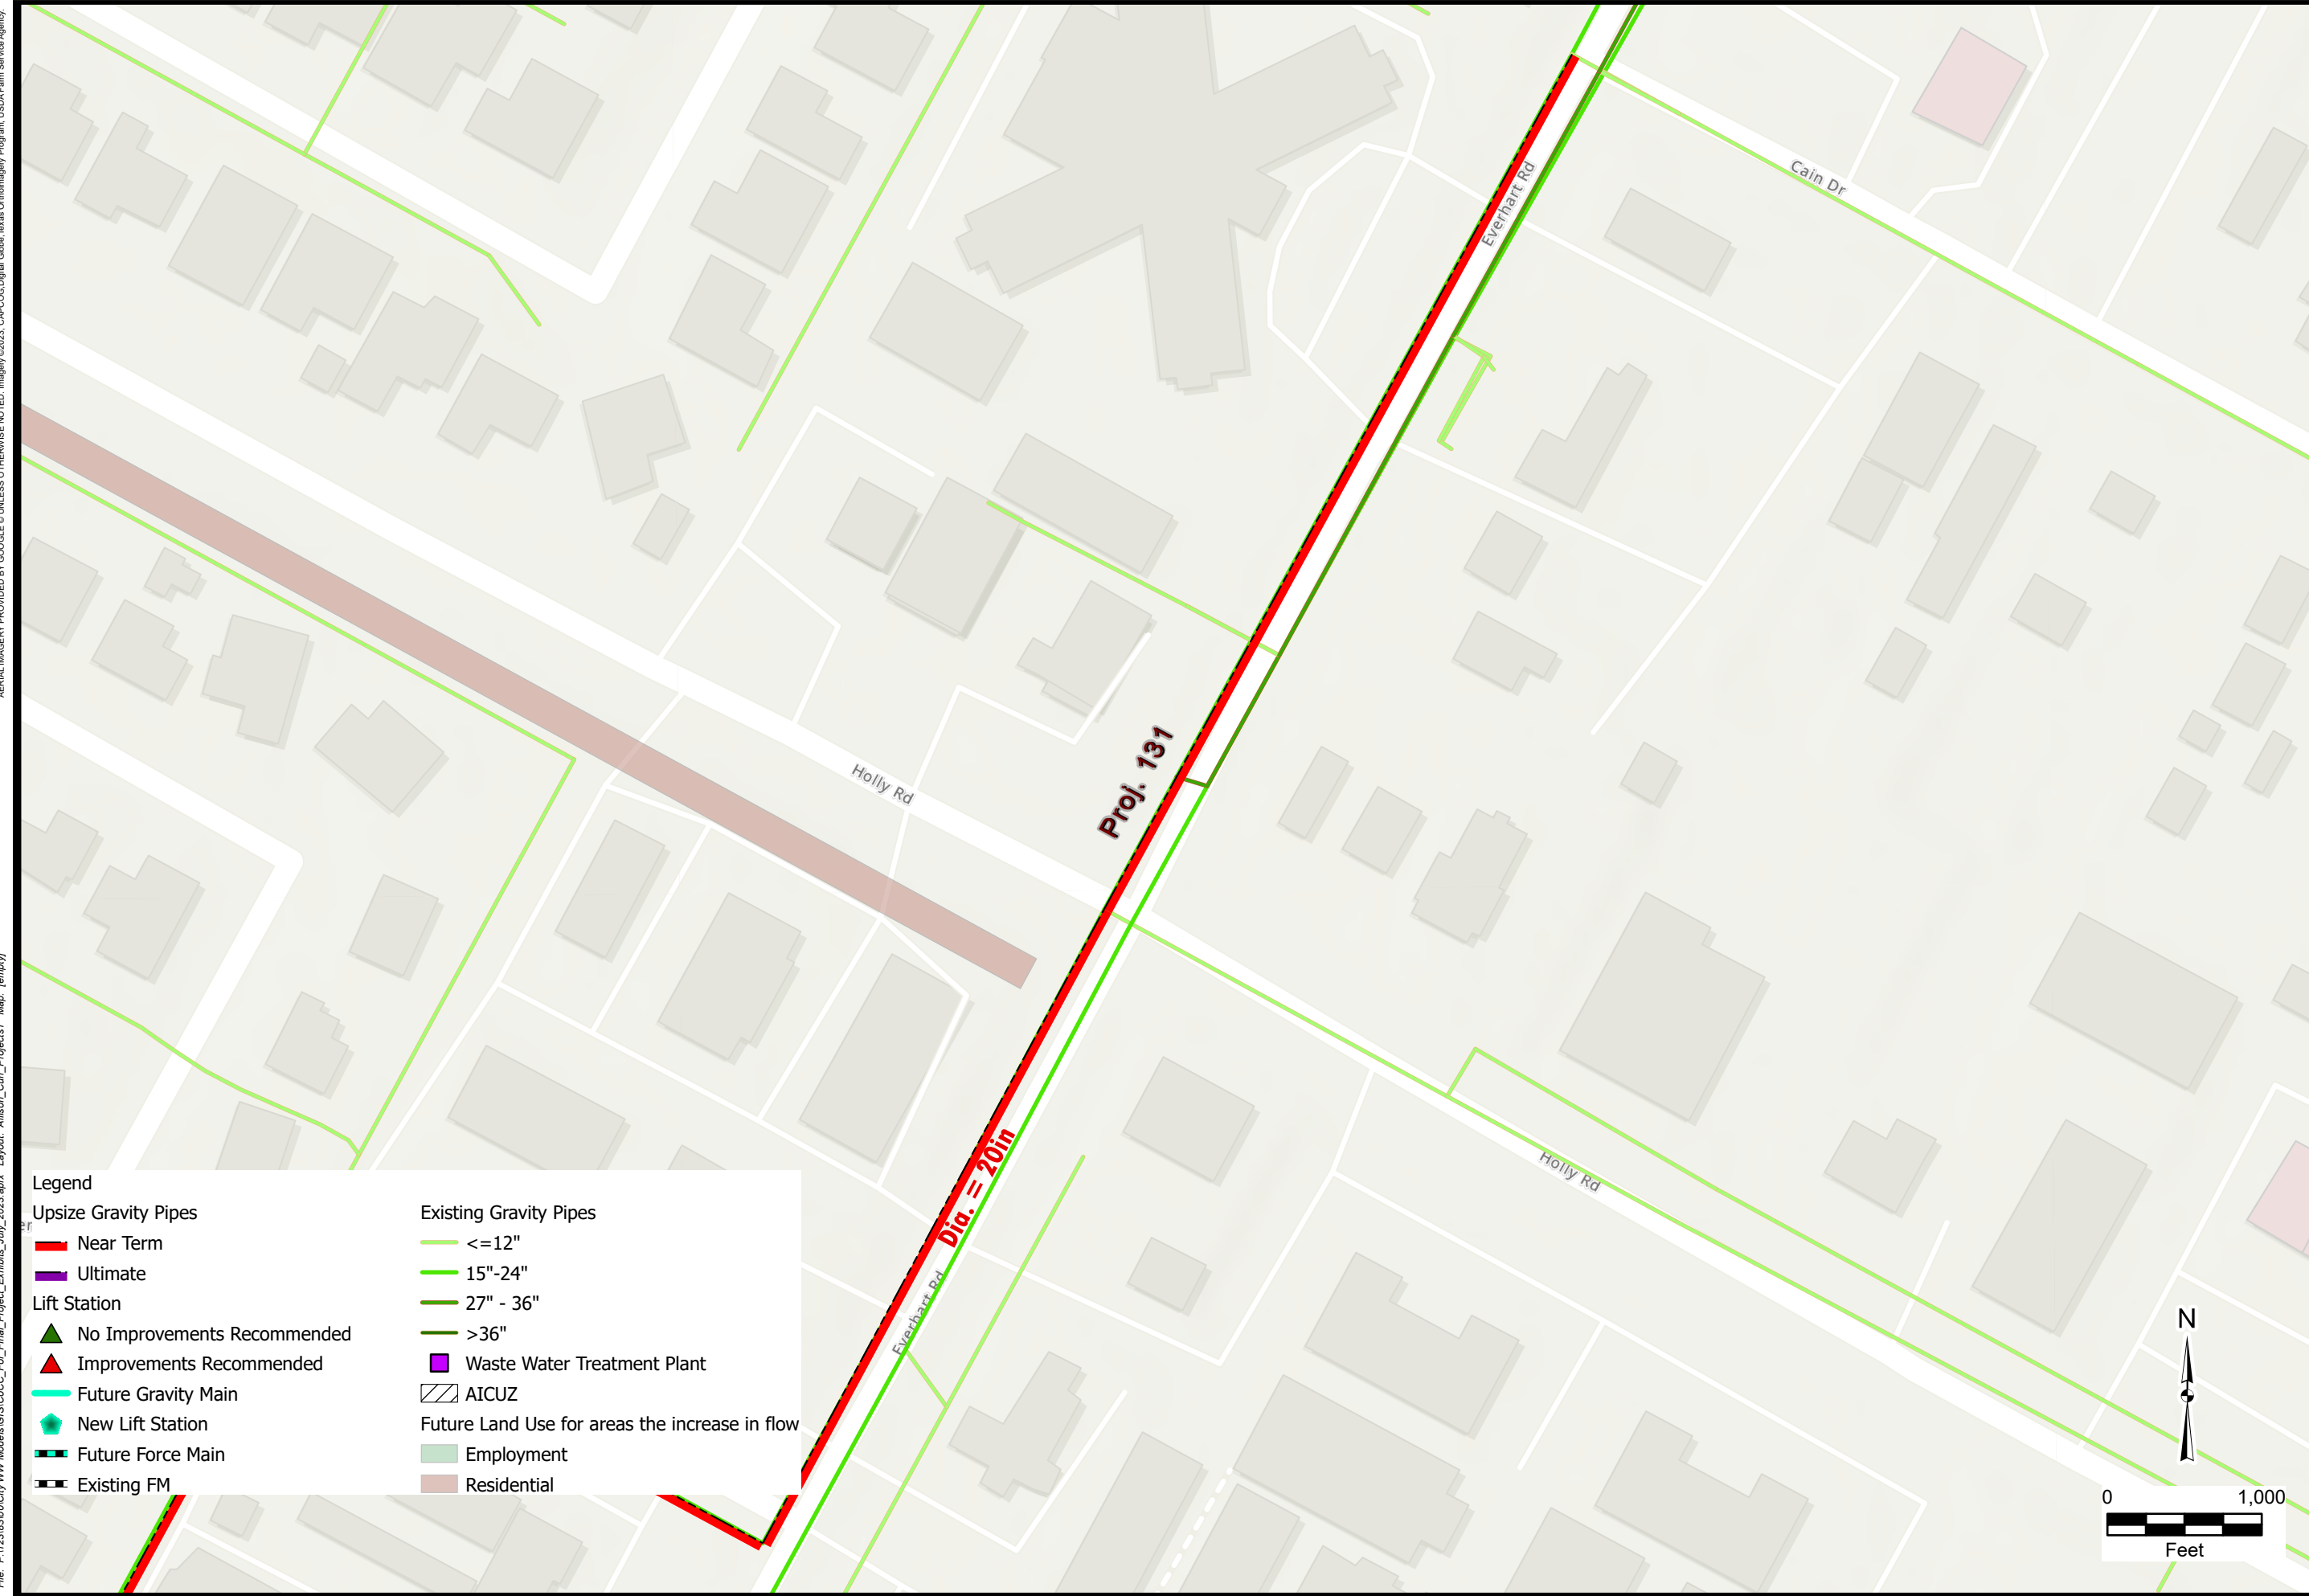 Cain Dr
Everhart Rd
Proj. 131
Holly Rd
Dia. = 20in
Holly Rd
Everhart Rd
Legend
Upsize Gravity Pipes
Near Term
Ultimate
Lift Station
No Improvements Recommended
Improvements Recommended
Future Gravity Main
New Lift Station
Future Force Main
Existing FM
Existing Gravity Pipes
<=12"
15"-24"
27" - 36"
>36"
Waste Water Treatment Plant
AICUZ
Future Land Use for areas the increase in flow
Employment
Residential
N
0 1,000
Feet